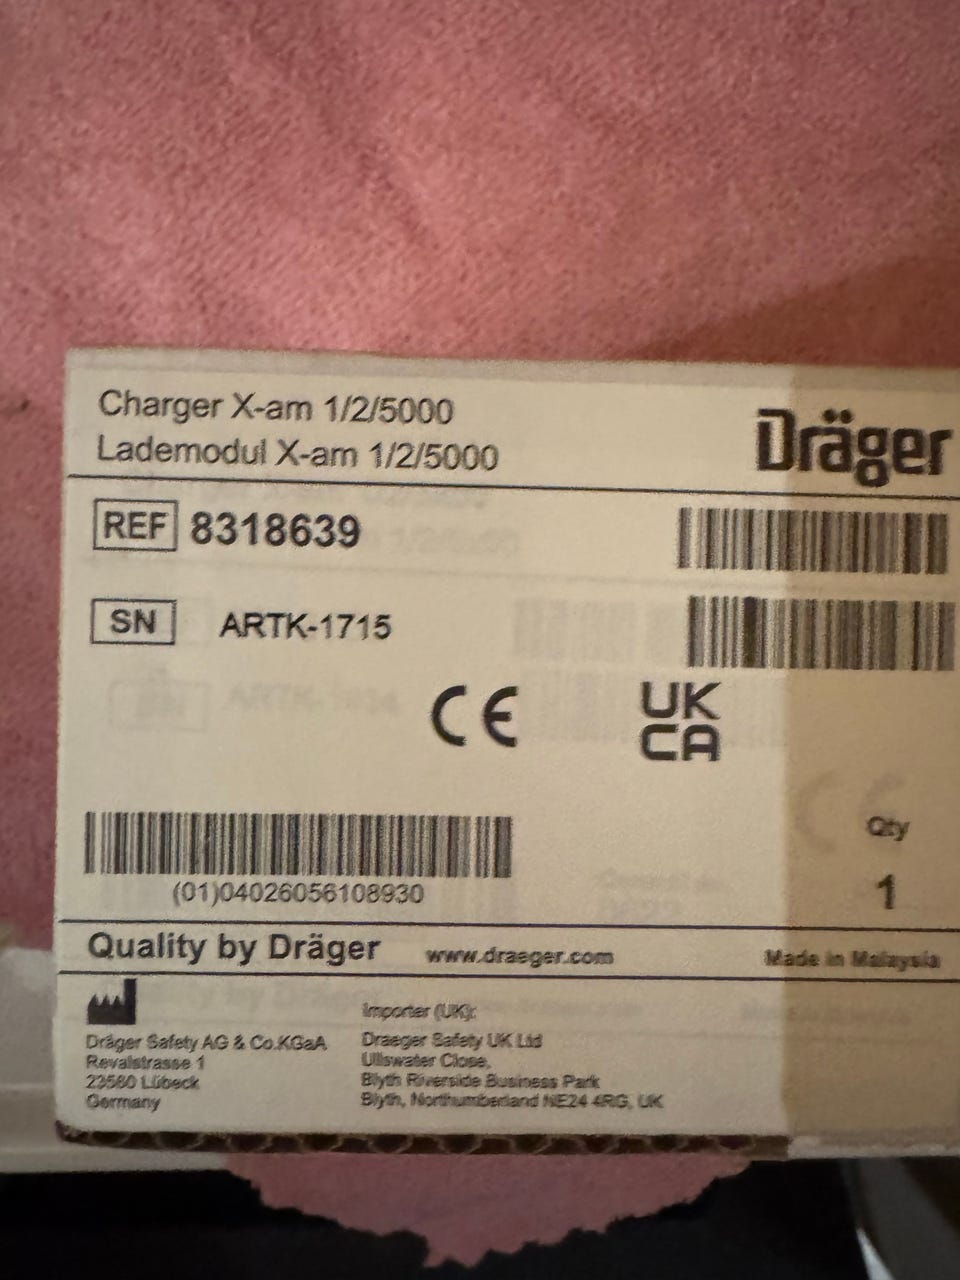 Charger X-am 1/2/5000
Lademodul X-am 1/2/5000
Dräger
REF 8318639
SN ARTK-1715
CE
UK
CA
Qty
1
(01)04026056108930
Quality by Dräger www.draeger.com Made in Malaysia
Dräger Safety AG & Co.KGaA
Revalstrasse 1
23560 Lübeck
Germany
Importer (UK):
Draeger Safety UK Ltd
Ullswater Close,
Blyth Riverside Business Park
Blyth, Northumberland NE24 4RG, UK